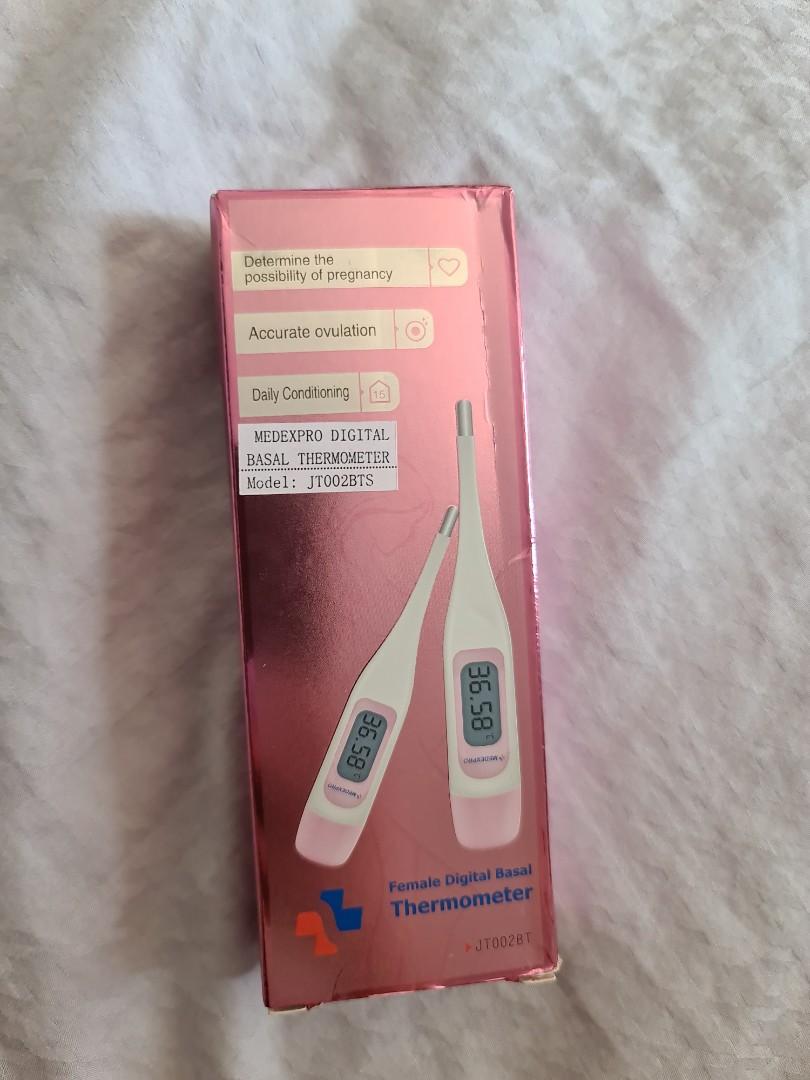 Determine the
possibility of pregnancy
Accurate ovulation
Daily Conditioning
15
MEDEXPRO DIGITAL
BASAL THERMOMETER
Model: JT002BTS
36.58
°C
MEDEXPRO
36.58
°C
MEDEXPRO
Female Digital Basal
Thermometer
JT002BT